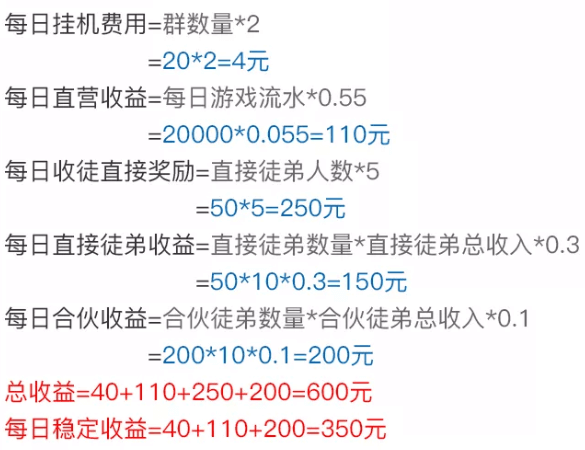 每日挂机费用=群数量*2
=20*2=4元
每日直营收益=每日游戏流水*0.55
=20000*0.055=110元
每日收徒直接奖励=直接徒弟人数*5
=50*5=250元
每日直接徒弟收益=直接徒弟数量*直接徒弟总收入*0.3
=50*10*0.3=150元
每日合伙收益=合伙徒弟数量*合伙徒弟总收入*0.1
=200*10*0.1=200元
总收益=40+110+250+200=600元
每日稳定收益=40+110+200=350元